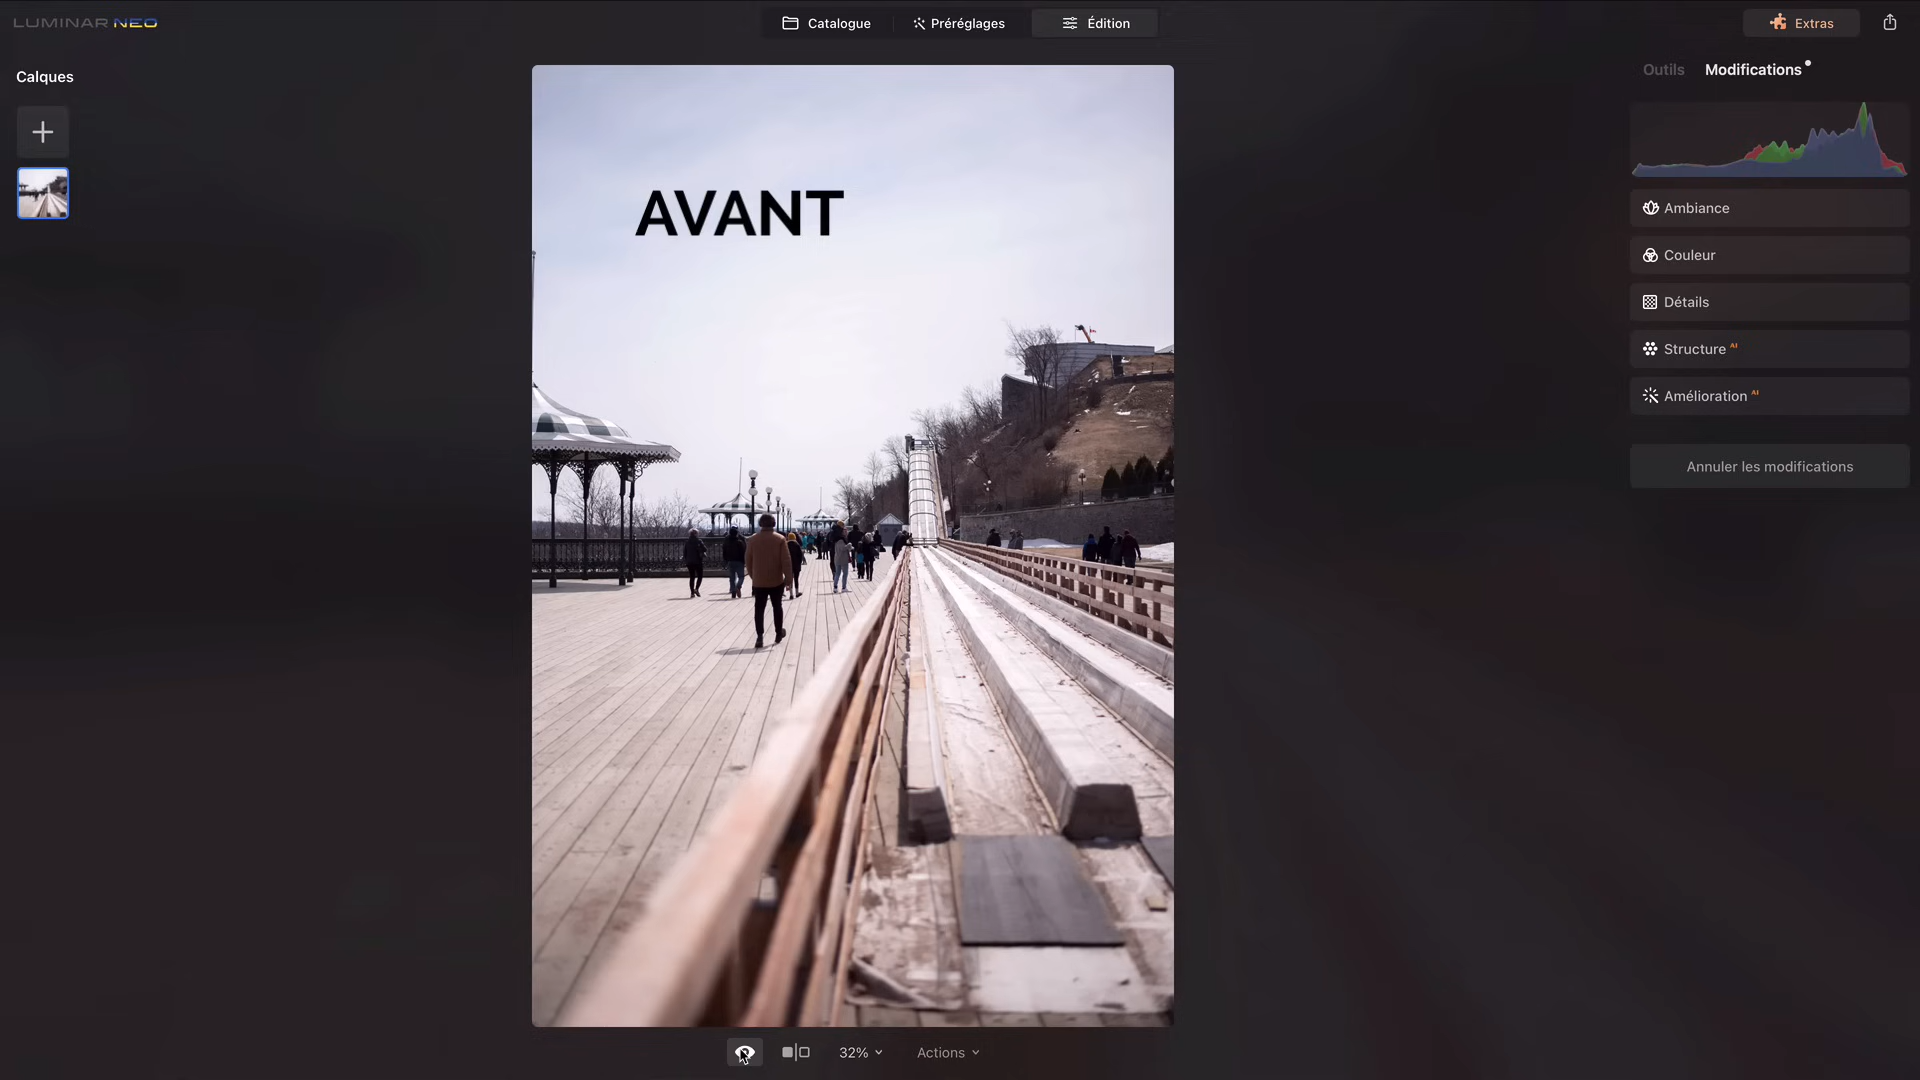 LUMINAR NEO
Catalogue
Préréglages
Édition
Extras
Calques
Outils
Modifications
AVANT
Ambiance
Couleur
Détails
Structure AI
Amélioration AI
Annuler les modifications
32%
Actions